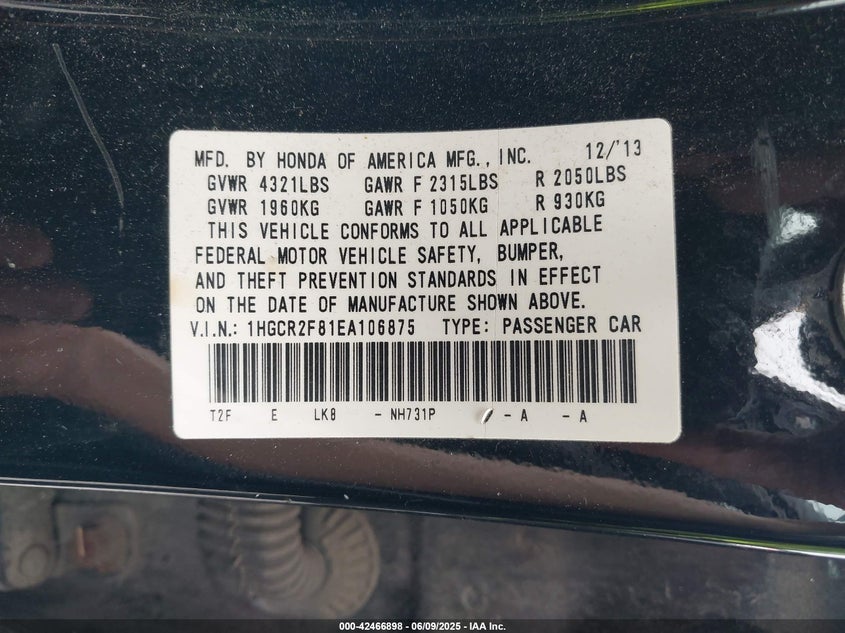 MFD. BY HONDA OF AMERICA MFG., INC. 12/'13
GVWR 4321LBS GAWR F 2315LBS R 2050LBS
GVWR 1960KG GAWR F 1050KG R 930KG
THIS VEHICLE CONFORMS TO ALL APPLICABLE
FEDERAL MOTOR VEHICLE SAFETY, BUMPER,
AND THEFT PREVENTION STANDARDS IN EFFECT
ON THE DATE OF MANUFACTURE SHOWN ABOVE.
V.I.N.: 1HGCR2F81EA106875 TYPE: PASSENGER CAR
T2F E LK8 - NH731P - A - A
000-42466898 - 06/09/2025 - IAA Inc.